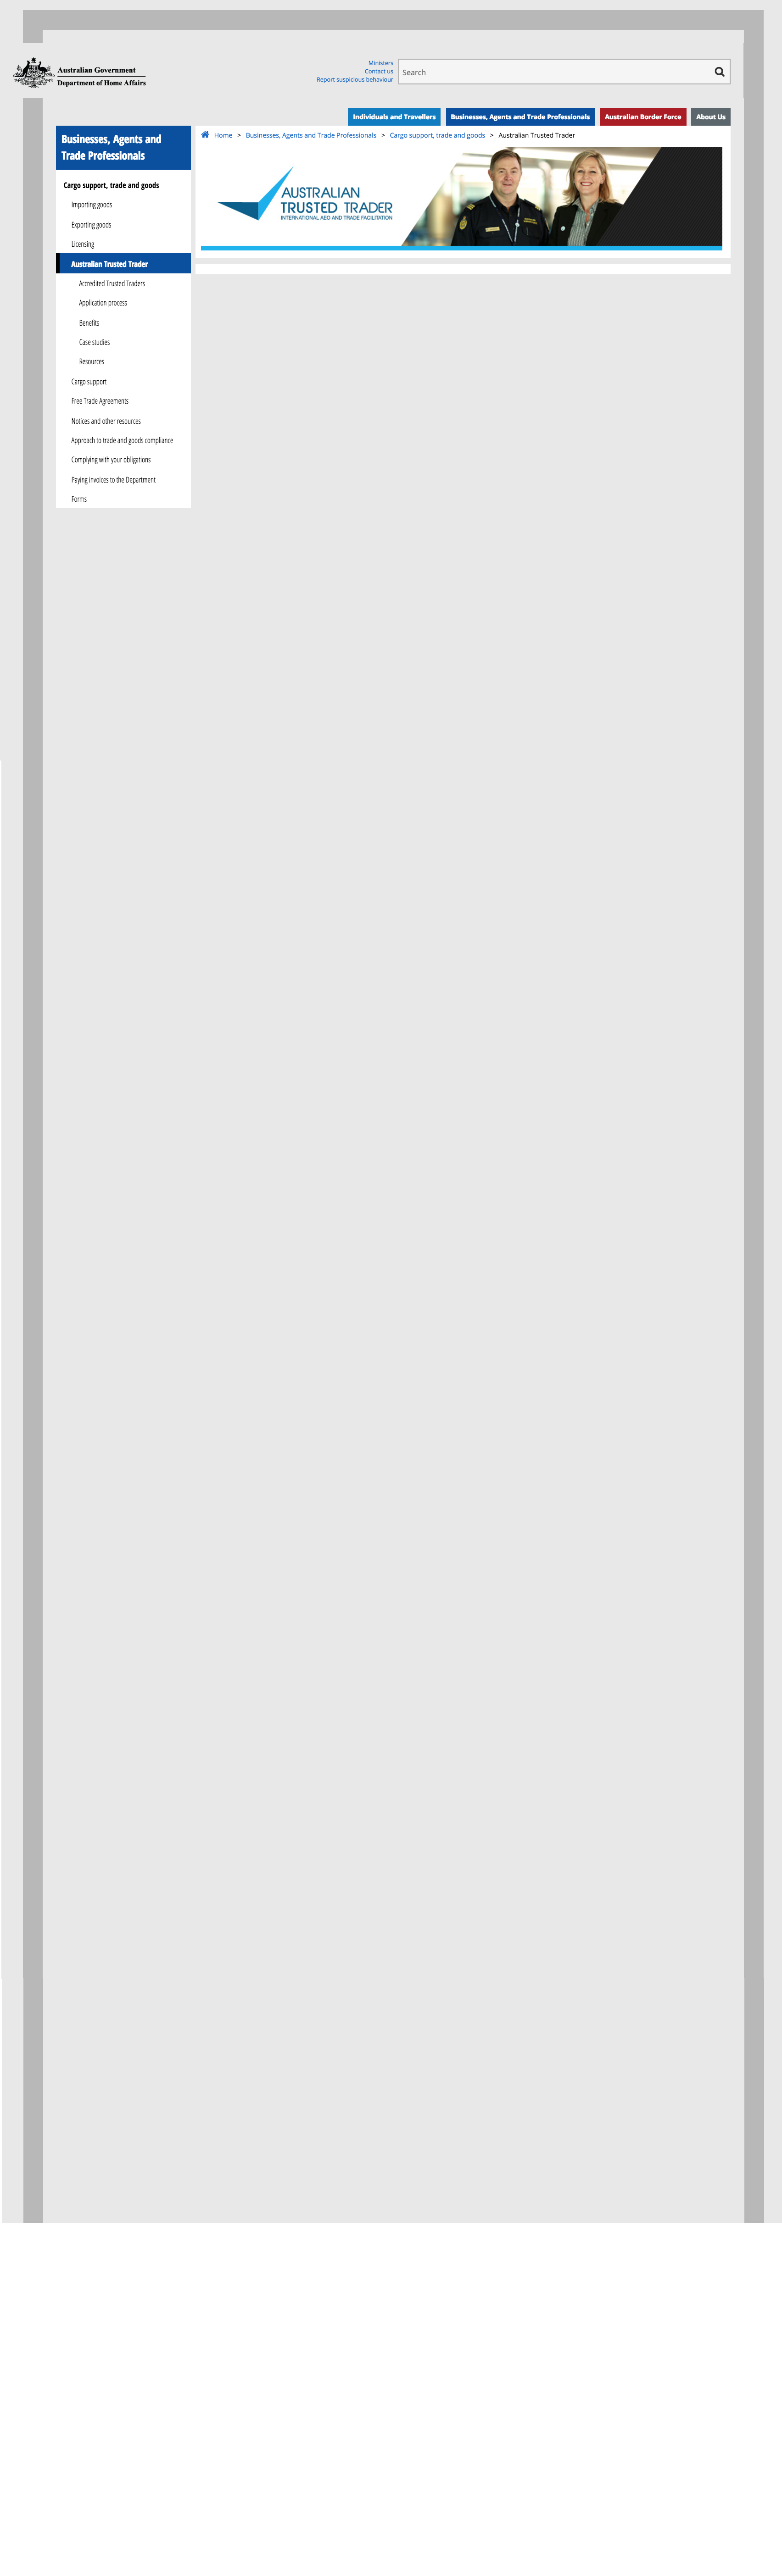 Australian Government
Department of Home Affairs
Ministers
Contact us
Report suspicious behaviour
Search
Individuals and Travellers
Businesses, Agents and Trade Professionals
Australian Border Force
About Us
Businesses, Agents and
Trade Professionals
Cargo support, trade and goods
Importing goods
Exporting goods
Licensing
Australian Trusted Trader
Accredited Trusted Traders
Application process
Benefits
Case studies
Resources
Cargo support
Free Trade Agreements
Notices and other resources
Approach to trade and goods compliance
Complying with your obligations
Paying invoices to the Department
Forms
Home > Businesses, Agents and Trade Professionals > Cargo support, trade and goods > Australian Trusted Trader
AUSTRALIAN
TRUSTED TRADER
INTERNATIONAL AEO AND TRADE FACILITATION